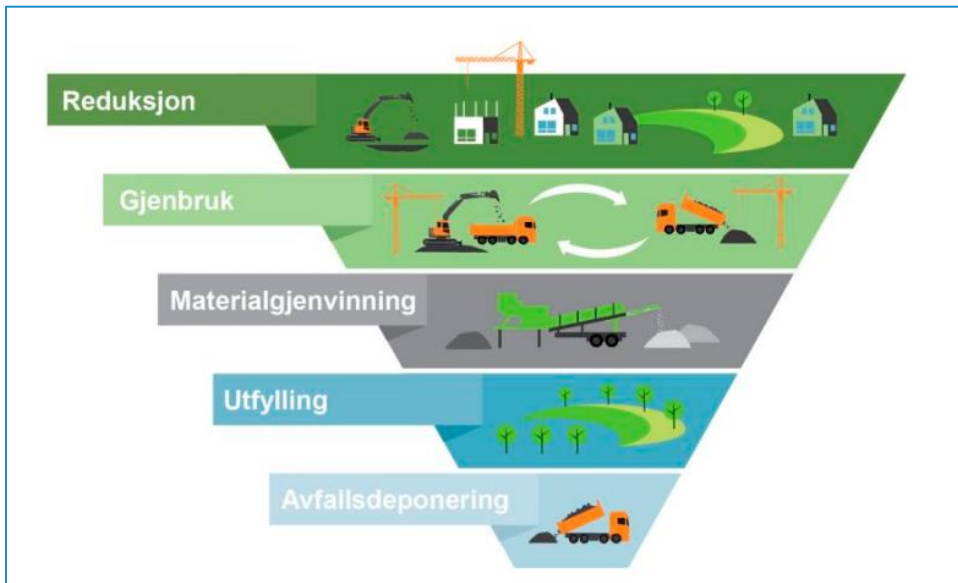 Reduksjon
Gjenbruk
Materialgjenvinning
Utfylling
Avfallsdeponering